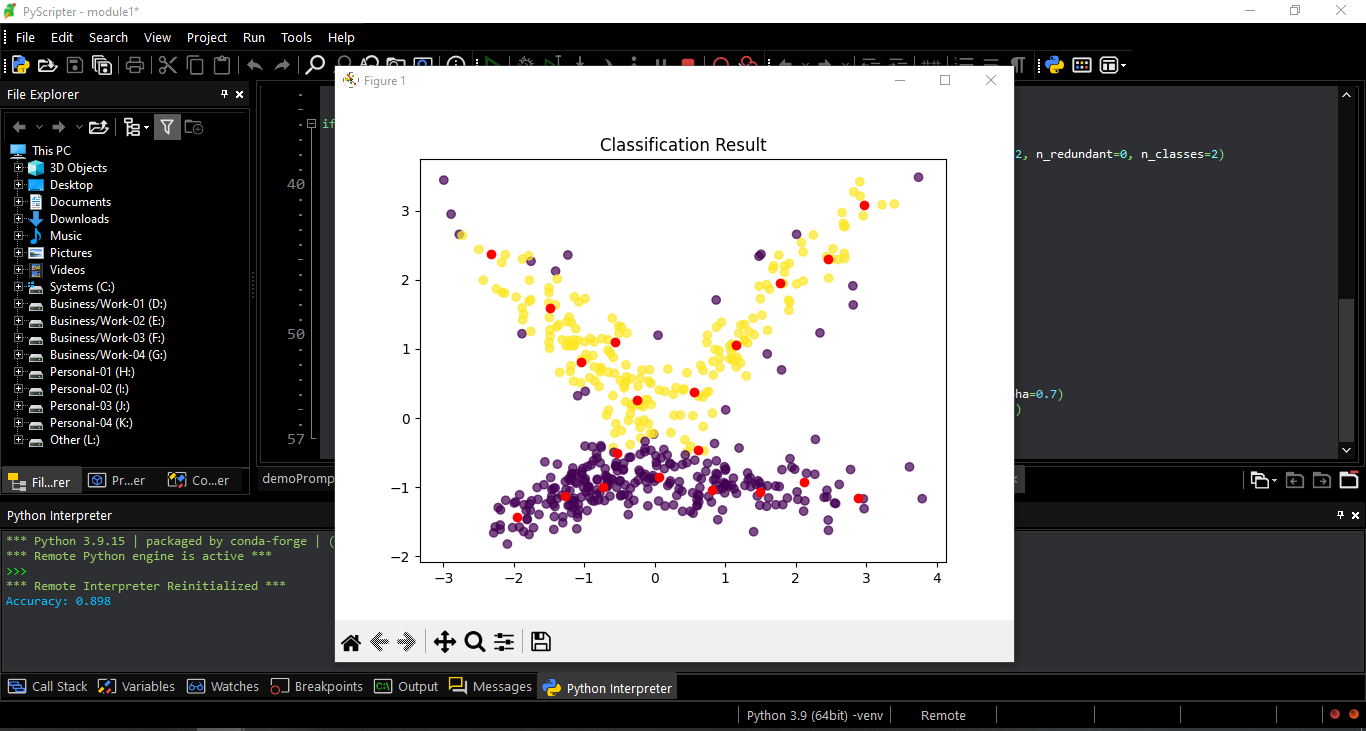 PyScripter - module1*
File Edit Search View Project Run Tools Help
File Explorer
This PC
3D Objects
Desktop
Documents
Downloads
Music
Pictures
Videos
Systems (C:)
Business/Work-01 (D:)
Business/Work-02 (E:)
Business/Work-03 (F:)
Business/Work-04 (G:)
Personal-01 (H:)
Personal-02 (I:)
Personal-03 (J:)
Personal-04 (K:)
Other (L:)
Fil...rer Pr...er Co...er
if
40
50
57
2, n_redundant=0, n_classes=2)
ha=0.7)
)
demoPromp
Figure 1
Classification Result
3
2
1
0
−1
−2
−3 −2 −1 0 1 2 3 4
Python Interpreter
*** Python 3.9.15 | packaged by conda-forge | (
*** Remote Python engine is active ***
>>>
*** Remote Interpreter Reinitialized ***
Accuracy: 0.898
Call Stack Variables Watches Breakpoints Output Messages Python Interpreter
Python 3.9 (64bit) -venv Remote